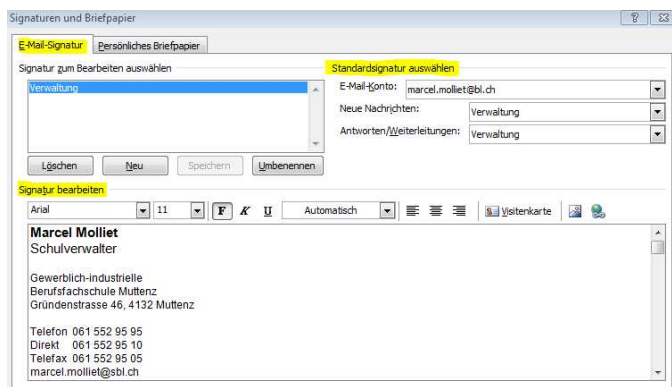 Signaturen und Briefpapier
E-Mail-Signatur Persönliches Briefpapier
Signatur zum Bearbeiten auswählen
Verwaltung
Löschen Neu Speichern Umbenennen
Standardsignatur auswählen
E-Mail-Konto: marcel.molliet@bl.ch
Neue Nachrichten: Verwaltung
Antworten/Weiterleitungen: Verwaltung
Signatur bearbeiten
Arial 11 F K U Automatisch Visitenkarte
Marcel Molliet
Schulverwalter
Gewerblich-industrielle
Berufsfachschule Muttenz
Gründenstrasse 46, 4132 Muttenz
Telefon 061 552 95 95
Direkt 061 552 95 10
Telefax 061 552 95 05
marcel.molliet@sbl.ch